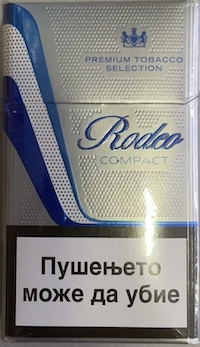 PREMIUM TOBACCO
SELECTION
Rodeo
COMPACT
Пушењето
може да убие